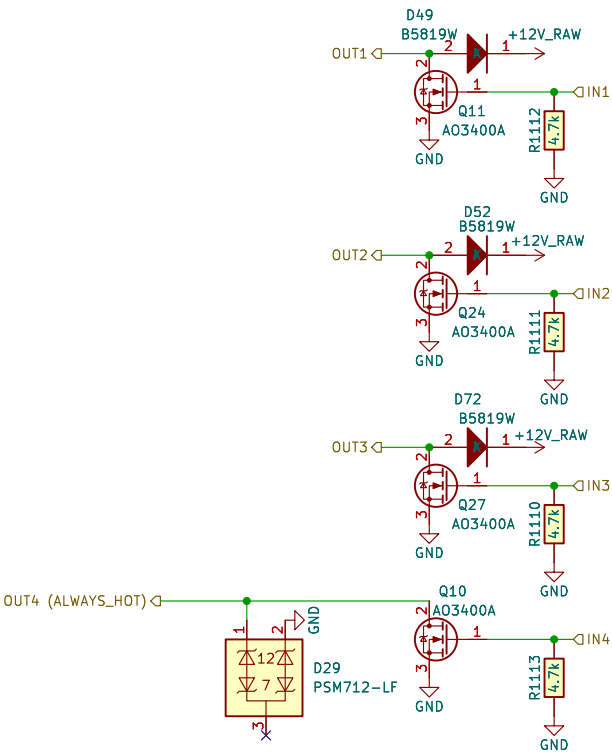 D49
B5819W
+12V_RAW
OUT1
2
1
2
1
IN1
Q11
3
AO3400A
R1112
4.7k
GND
GND
D52
B5819W
+12V_RAW
OUT2
2
1
2
1
IN2
Q24
3
AO3400A
R1111
4.7k
GND
GND
D72
B5819W
+12V_RAW
OUT3
2
1
2
1
IN3
Q27
3
AO3400A
R1110
4.7k
GND
GND
Q10
AO3400A
OUT4 (ALWAYS_HOT)
2
1
IN4
3
R1113
4.7k
GND
GND
1
2
GND
12
7
D29
PSM712-LF
3